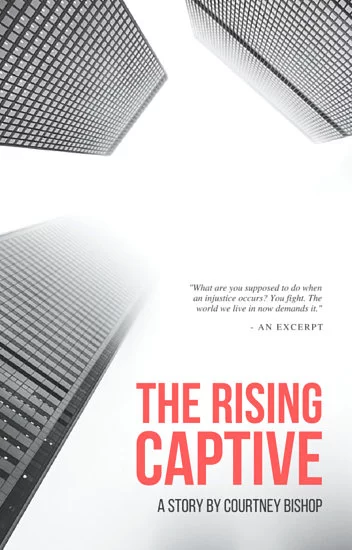 "What are you supposed to do when
an injustice occurs? You fight. The
world we live in now demands it."
- AN EXCERPT
THE RISING
CAPTIVE
A STORY BY COURTNEY BISHOP